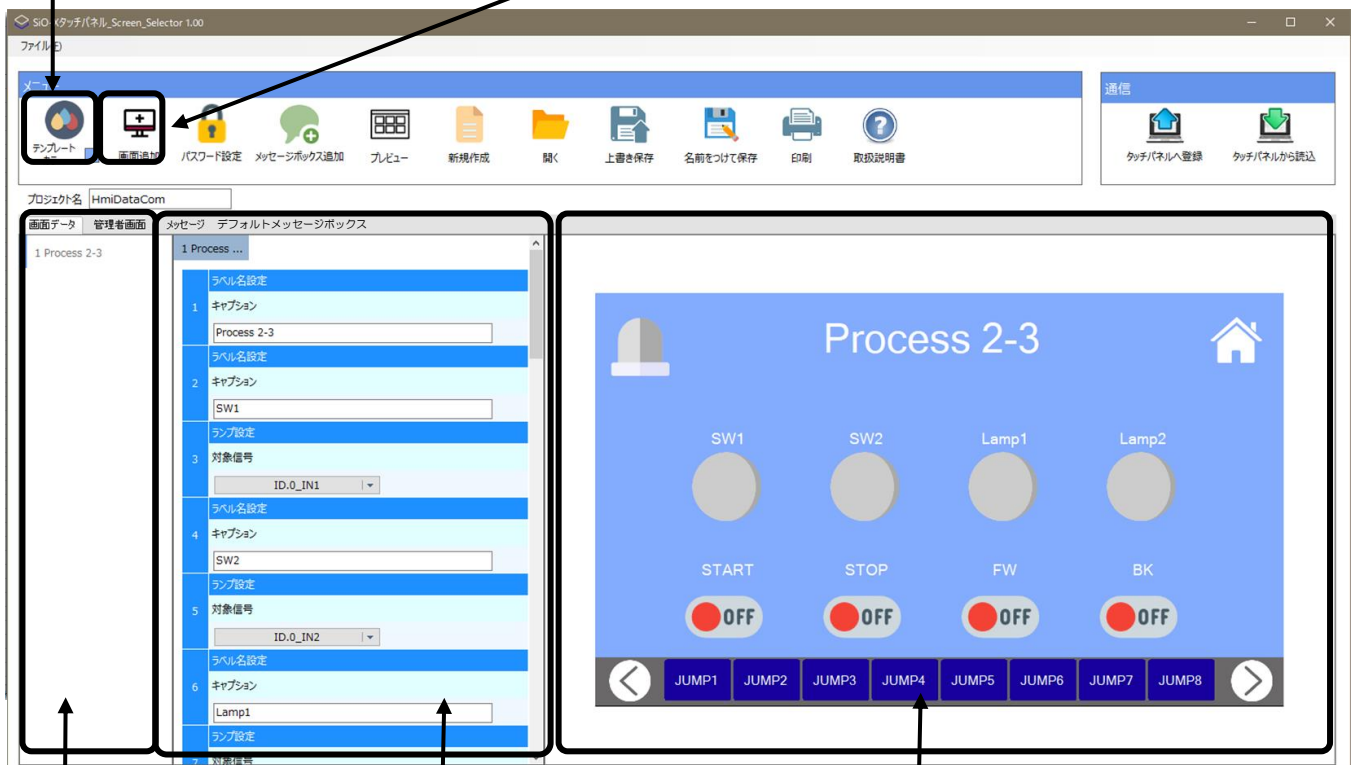 SiO-Xタッチパネル_Screen_Selector 1.00
ファイル(F)
メニュー
通信
テンプレート
カラー
画面追加
パスワード設定
メッセージボックス追加
プレビュー
新規作成
開く
上書き保存
名前をつけて保存
印刷
取扱説明書
タッチパネルへ登録
タッチパネルから読込
プロジェクト名 HmiDataCom
画面データ 管理者画面 メッセージ デフォルトメッセージボックス
1 Process 2-3
1 Process ...
ラベル名設定
1 キャプション
Process 2-3
ラベル名設定
2 キャプション
SW1
ランプ設定
3 対象信号
ID.0_IN1
ラベル名設定
4 キャプション
SW2
ランプ設定
5 対象信号
ID.0_IN2
ラベル名設定
6 キャプション
Lamp1
ランプ設定
7 対象信号
Process 2-3
SW1 SW2 Lamp1 Lamp2
START STOP FW BK
OFF OFF OFF OFF
JUMP1 JUMP2 JUMP3 JUMP4 JUMP5 JUMP6 JUMP7 JUMP8